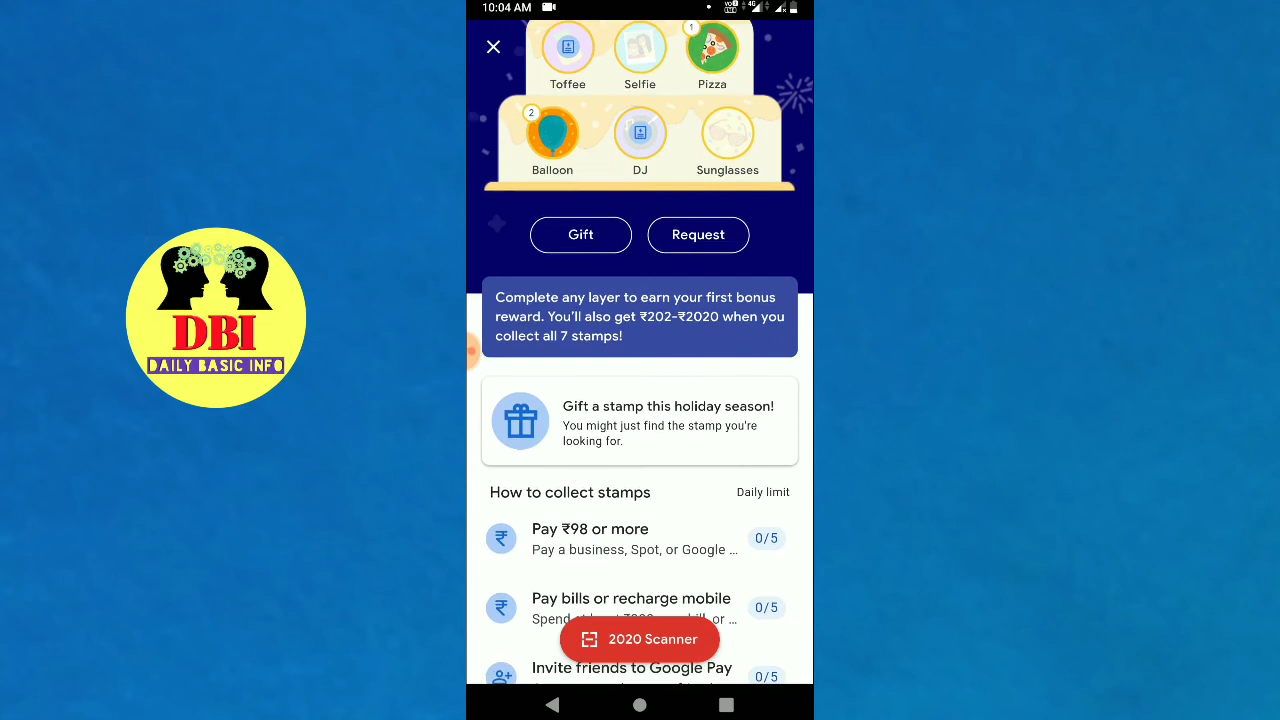 10:04 AM
4G
1
Toffee
Selfie
Pizza
2
Balloon
DJ
Sunglasses
Gift
Request
Complete any layer to earn your first bonus
reward. You'll also get ₹202-₹2020 when you
collect all 7 stamps!
Gift a stamp this holiday season!
You might just find the stamp you're
looking for.
How to collect stamps
Daily limit
Pay ₹98 or more
Pay a business, Spot, or Google ...
0/5
Pay bills or recharge mobile
0/5
2020 Scanner
Invite friends to Google Pay
0/5
DBI
DAILY BASIC INFO